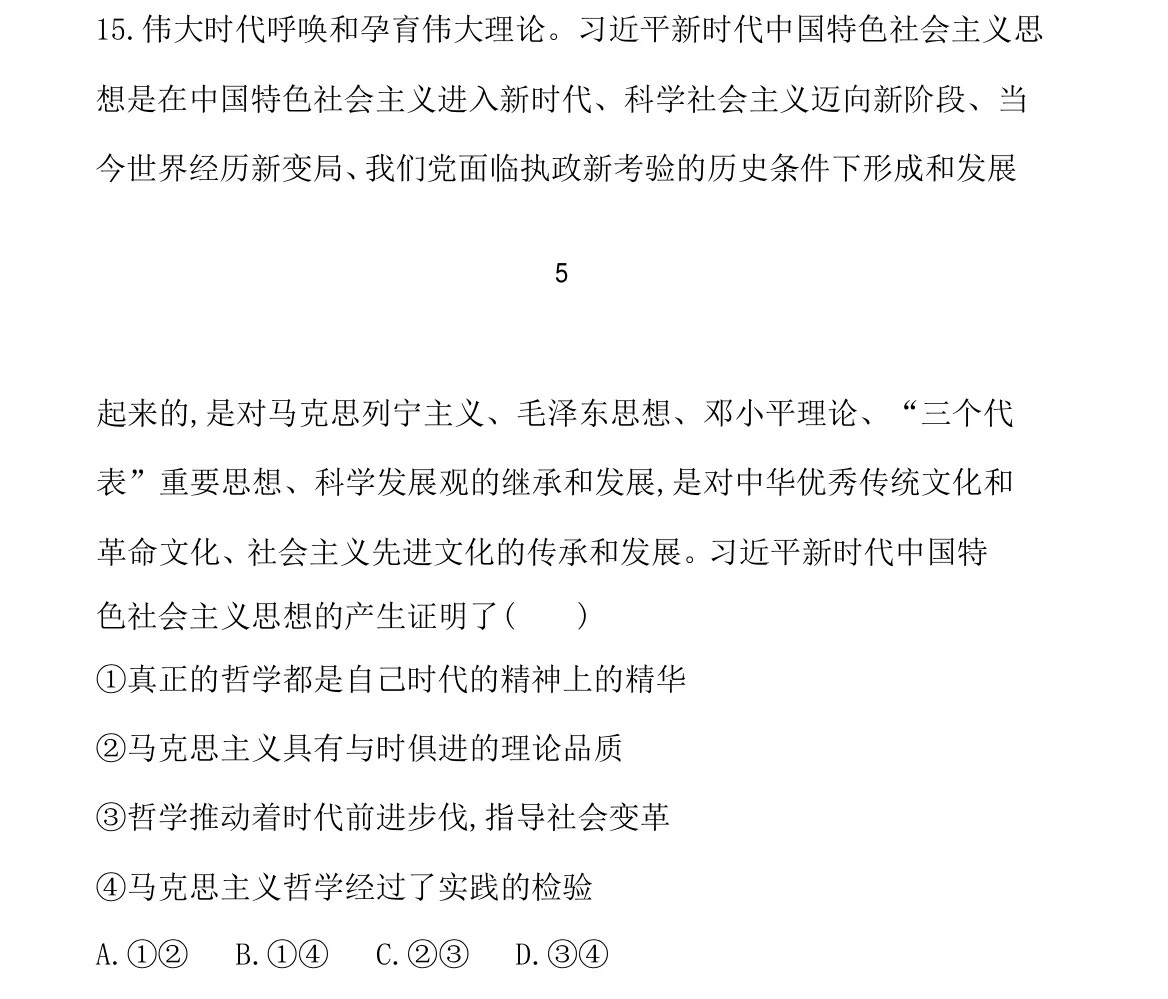 15.伟大时代呼唤和孕育伟大理论。习近平新时代中国特色社会主义思
想是在中国特色社会主义进入新时代、科学社会主义迈向新阶段、当
今世界经历新变局、我们党面临执政新考验的历史条件下形成和发展
5
起来的,是对马克思列宁主义、毛泽东思想、邓小平理论、“三个代
表”重要思想、科学发展观的继承和发展,是对中华优秀传统文化和
革命文化、社会主义先进文化的传承和发展。习近平新时代中国特
色社会主义思想的产生证明了(　　)
①真正的哲学都是自己时代的精神上的精华
②马克思主义具有与时俱进的理论品质
③哲学推动着时代前进步伐,指导社会变革
④马克思主义哲学经过了实践的检验
A.①②　B.①④　C.②③　D.③④